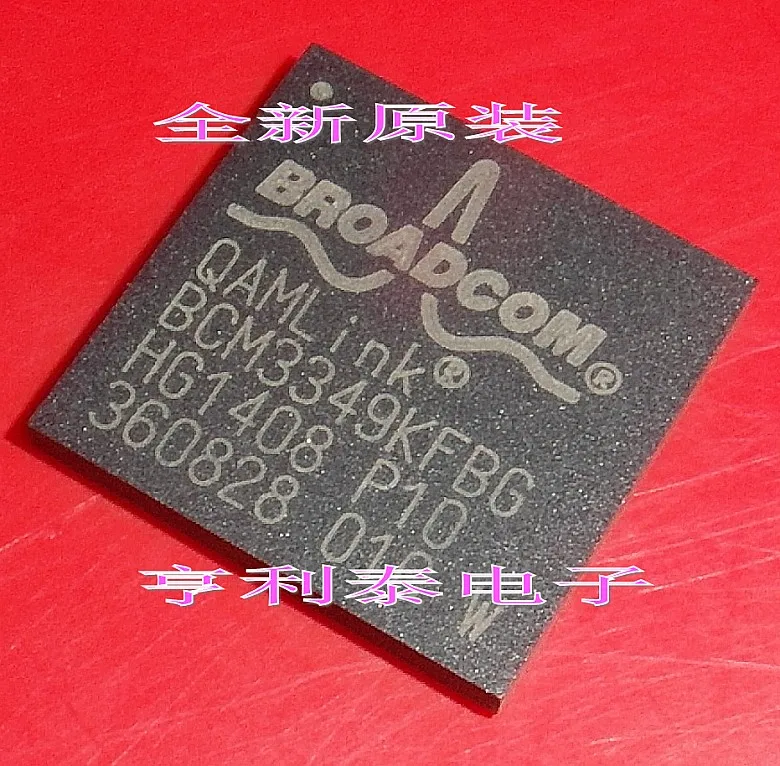 全新原装
BROADCOM®
QAMLink®
BCM3349KFBG
HG1408 P10
360828
W
亨利泰电子